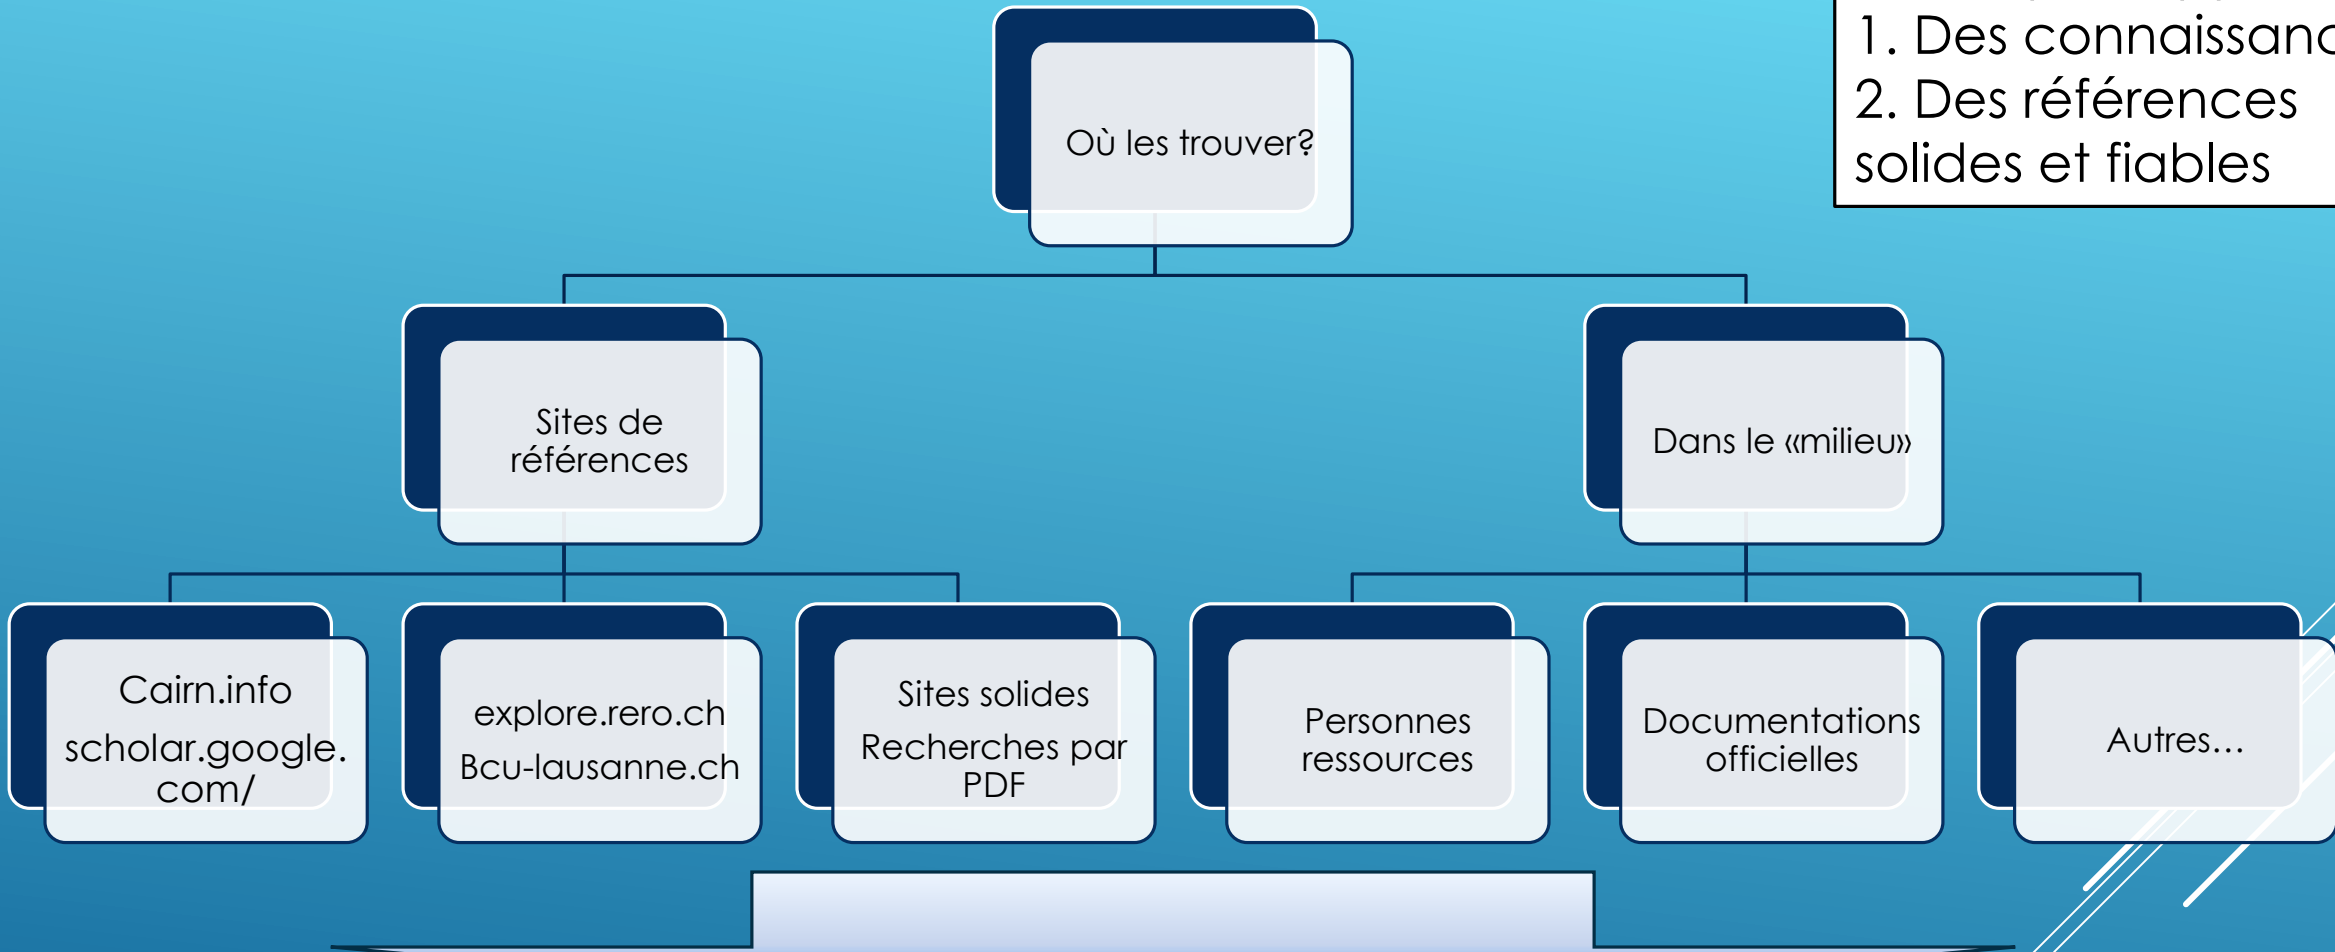 1. Des
2. Des références
solides et fiables
Où les trouver?
Sites de
références
Dans le «milieu»
Cairn.info
scholar.google.
com/
explore.rero.ch
Bcu-lausanne.ch
Sites solides
Recherches par
PDF
Personnes
ressources
Documentations
officielles
Autres...